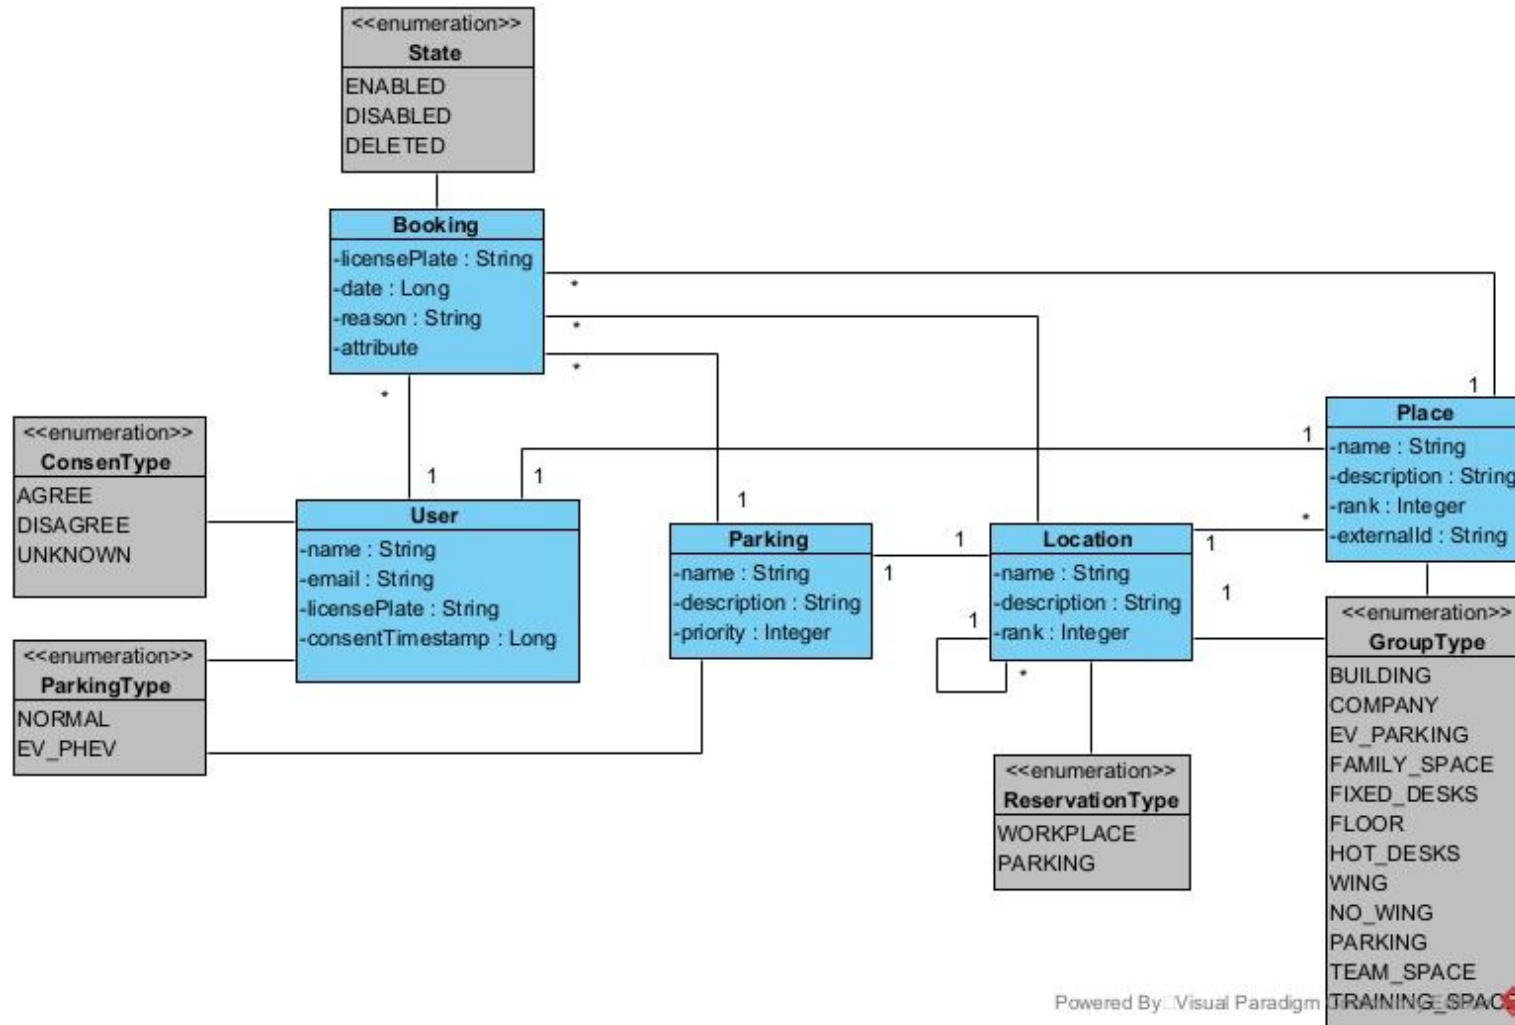 <<enumeration>>
State
ENABLED
DISABLED
DELETED
Booking
-licensePlate : String
-date : Long
-reason : String
-attribute
*
*
*
*
1
1
1
1
1
<<enumeration>>
ConsenType
AGREE
DISAGREE
UNKNOWN
User
-name : String
-email : String
-licensePlate : String
-consentTimestamp : Long
<<enumeration>>
ParkingType
NORMAL
EV_PHEV
Parking
-name : String
-description : String
-priority : Integer
1
1
Location
-name : String
-description : String
-rank : Integer
1
*
1
1
*
Place
-name : String
-description : String
-rank : Integer
-externalId : String
<<enumeration>>
ReservationType
WORKPLACE
PARKING
<<enumeration>>
GroupType
BUILDING
COMPANY
EV_PARKING
FAMILY_SPACE
FIXED_DESKS
FLOOR
HOT_DESKS
WING
NO_WING
PARKING
TEAM_SPACE
TRAINING_SPACE
Powered By Visual Paradigm